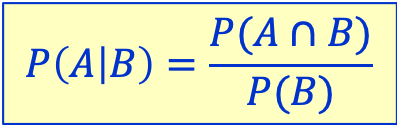 P(A|B) = P(A ∩ B) / P(B)